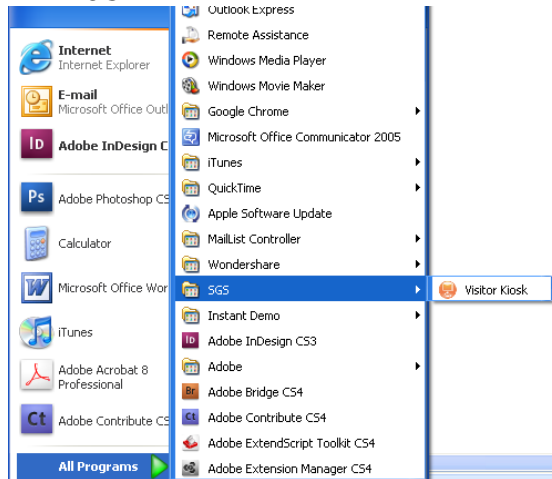 Internet
Internet Explorer
E-mail
Microsoft Office Outl
Adobe InDesign C
Adobe Photoshop CS
Calculator
Microsoft Office Wor
iTunes
Adobe Acrobat 8
Professional
Adobe Contribute CS
All Programs
Outlook Express
Remote Assistance
Windows Media Player
Windows Movie Maker
Google Chrome
Microsoft Office Communicator 2005
iTunes
QuickTime
Apple Software Update
MailList Controller
Wondershare
SGS
Instant Demo
Adobe InDesign CS3
Adobe
Adobe Bridge CS4
Adobe Contribute CS4
Adobe ExtendScript Toolkit CS4
Adobe Extension Manager CS4
Visitor Kiosk